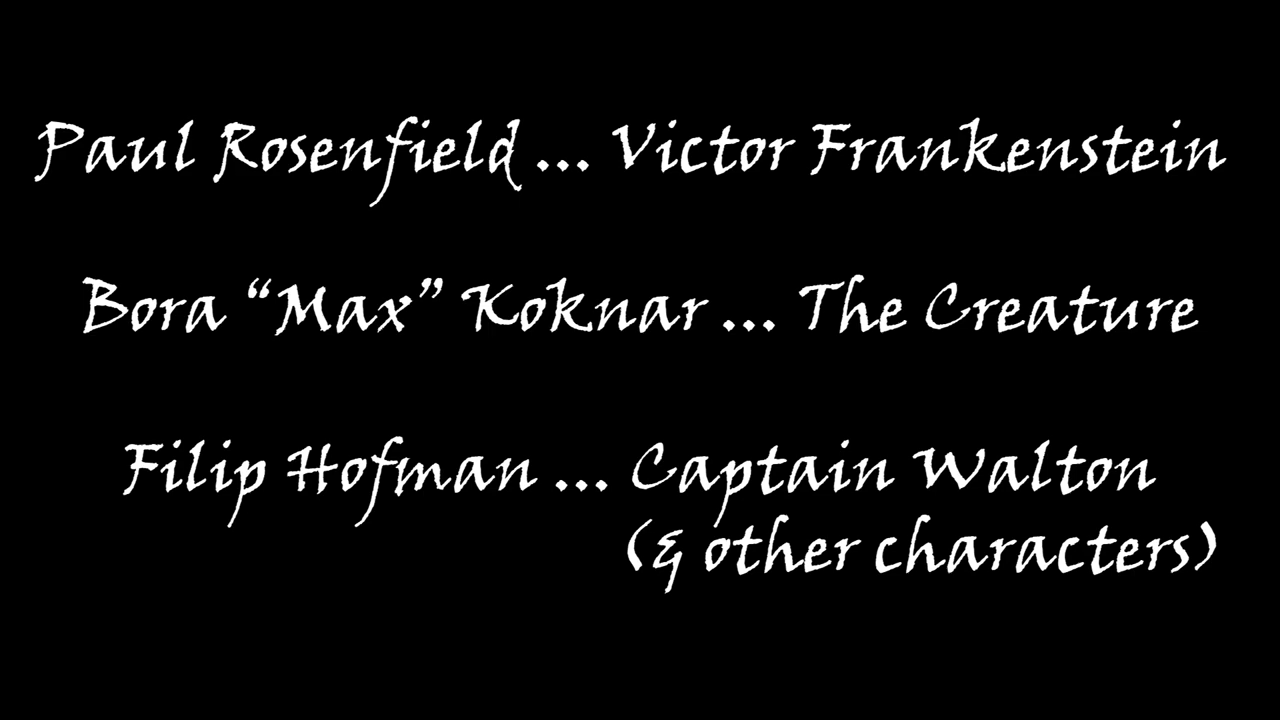 Paul Rosenfield ... Victor Frankenstein
Bora “Max” Koknar ... The Creature
Filip Hofman ... Captain Walton
(& other characters)